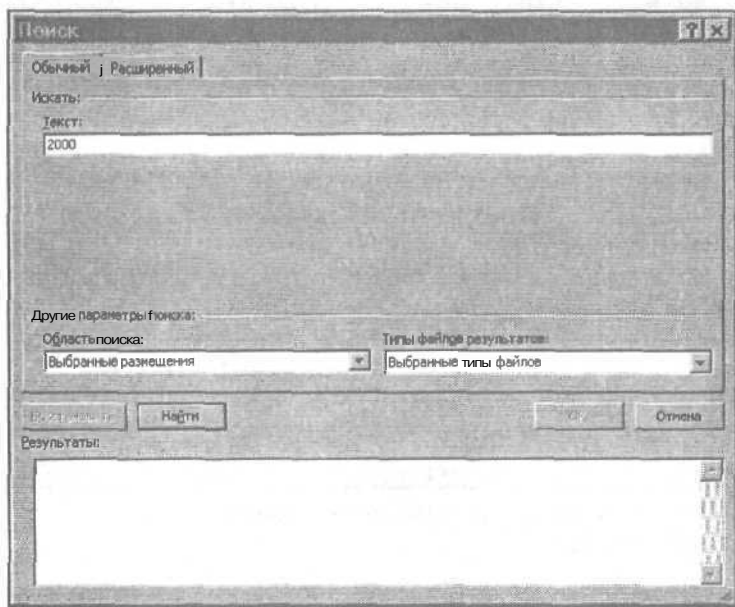 Поиск
Обычный j Расширенный
Искать:
Текст:
2000
Другие параметры поиска:
Область поиска:
Типы файлов результатов:
Выбранные размещения
Выбранные типы файлов
Найти
Отмена
Результаты: